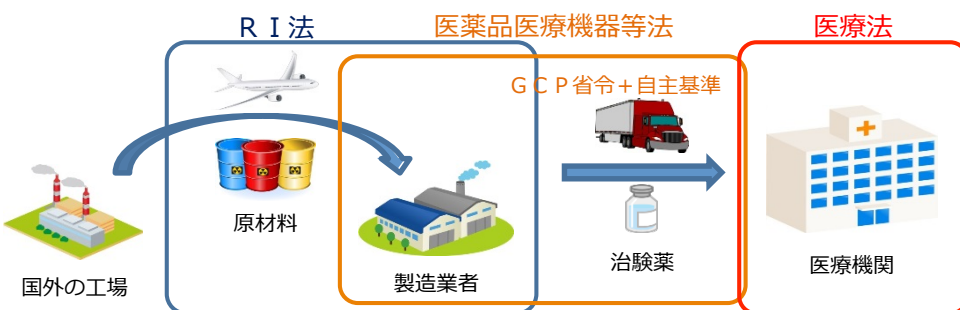 ＲＩ法
医薬品医療機器等法
医療法
ＧＣＰ省令＋自主基準
原材料
国外の工場
製造業者
治験薬
医療機関